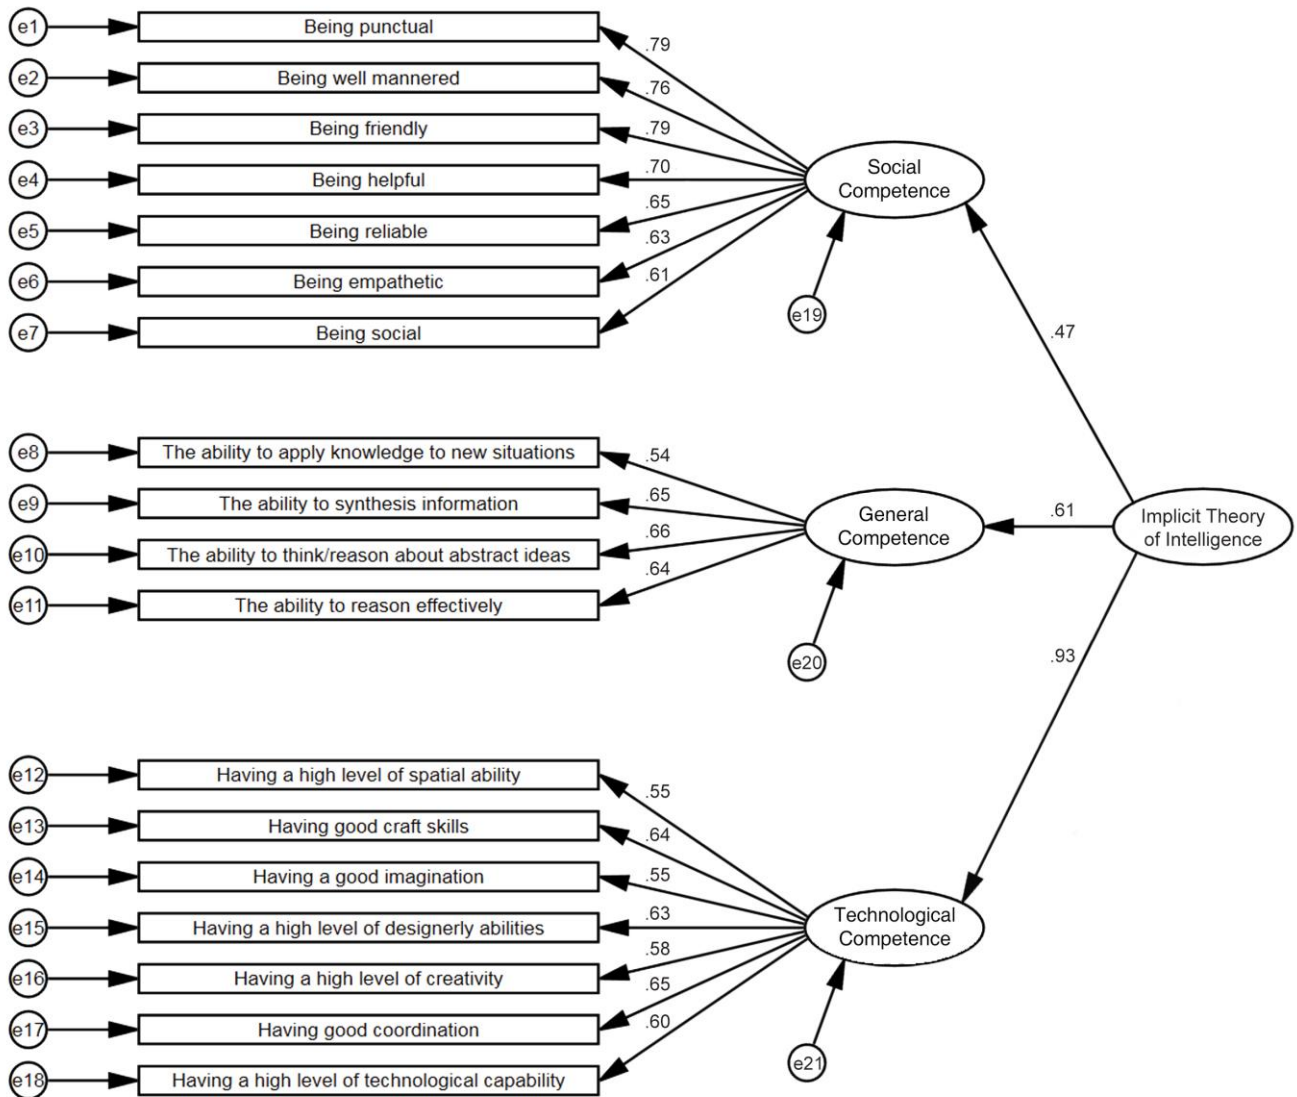 e1
Being punctual
.79
e2
Being well mannered
.76
e3
Being friendly
.79
e4
Being helpful
.70
e5
Being reliable
.65
e6
Being empathetic
.63
e7
Being social
.61
Social
Competence
e19
.47
e8
The ability to apply knowledge to new situations
.54
e9
The ability to synthesis information
.65
e10
The ability to think/reason about abstract ideas
.66
e11
The ability to reason effectively
.64
General
Competence
e20
.61
Implicit Theory
of Intelligence
.93
e12
Having a high level of spatial ability
.55
e13
Having good craft skills
.64
e14
Having a good imagination
.55
e15
Having a high level of designerly abilities
.63
e16
Having a high level of creativity
.58
e17
Having good coordination
.65
e18
Having a high level of technological capability
.60
Technological
Competence
e21